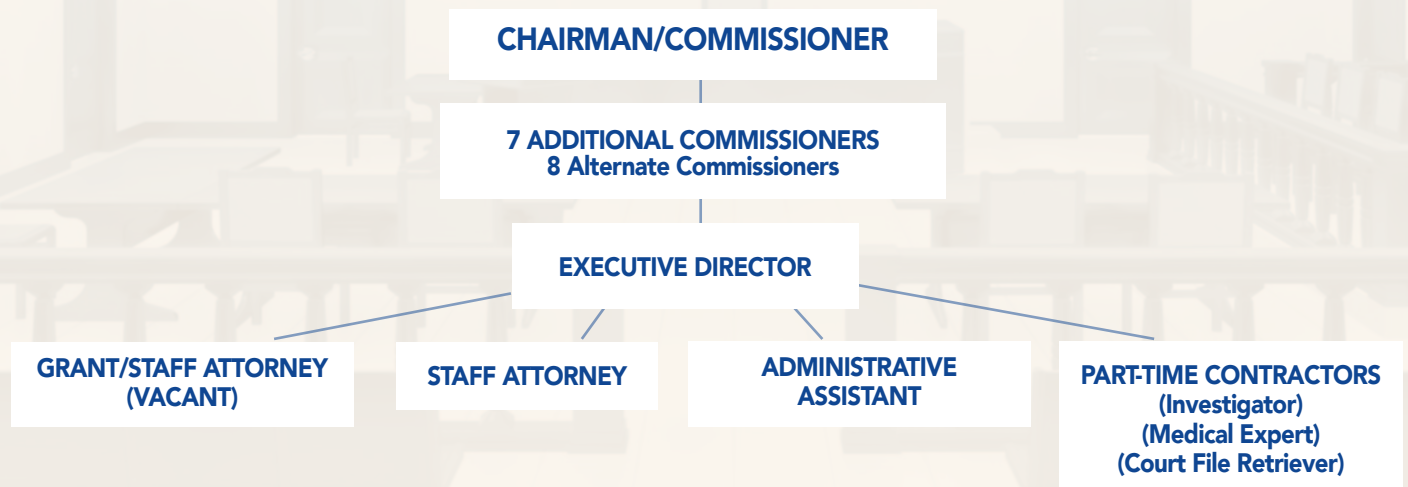 CHAIRMAN/COMMISSIONER
7 ADDITIONAL COMMISSIONERS
8 Alternate Commissioners
EXECUTIVE DIRECTOR
GRANT/STAFF ATTORNEY
(VACANT)
STAFF ATTORNEY
ADMINISTRATIVE
ASSISTANT
PART-TIME CONTRACTORS
(Investigator)
(Medical Expert)
(Court File Retriever)